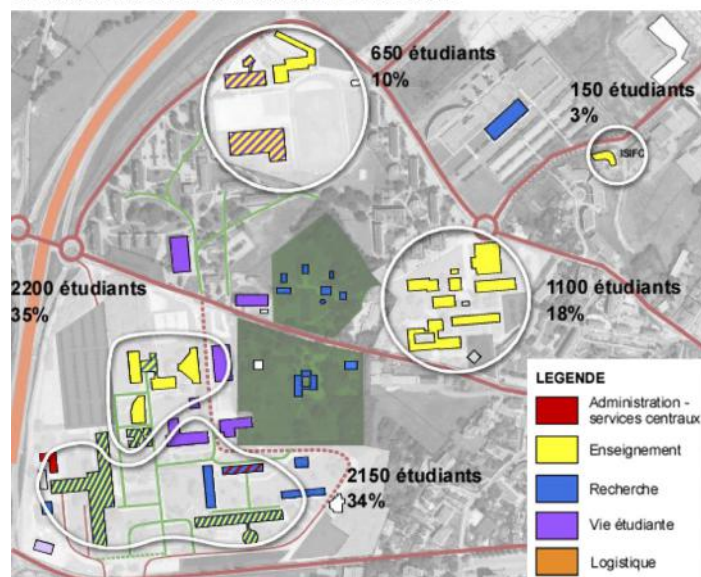 650 étudiants
10%
150 étudiants
3%
ISIFC
2200 étudiants
35%
1100 étudiants
18%
2150 étudiants
34%
LEGENDE
Administration -
services centraux
Enseignement
Recherche
Vie étudiante
Logistique